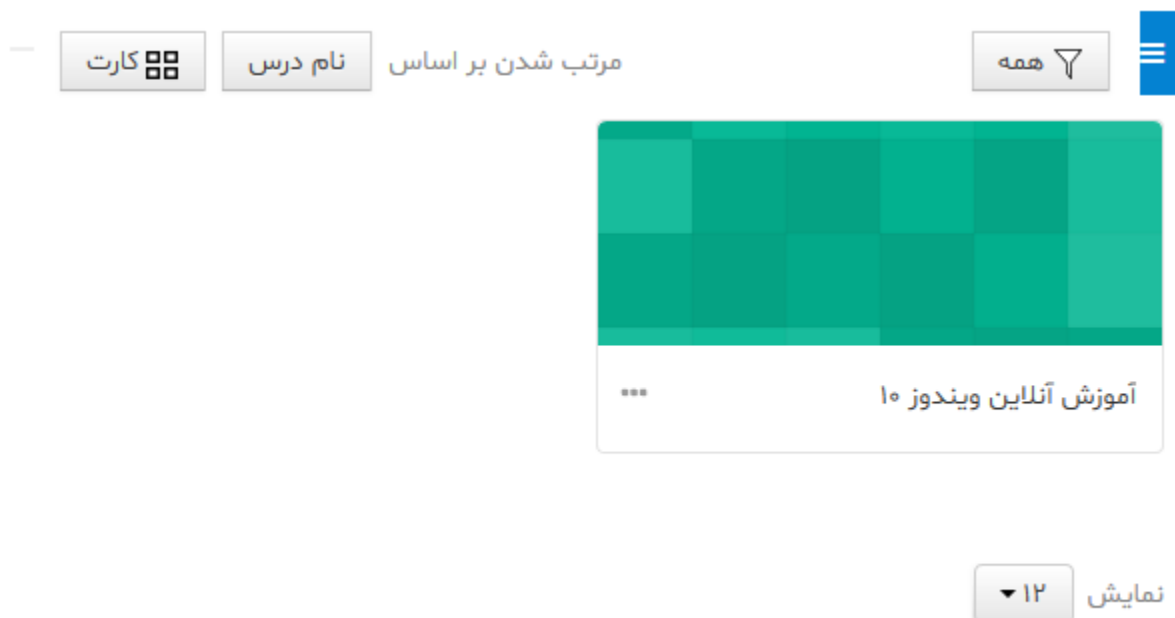 همه مرتب شدن بر اساس نام درس کارت
آموزش آنلاین ویندوز ۱۰
نمایش ۱۲